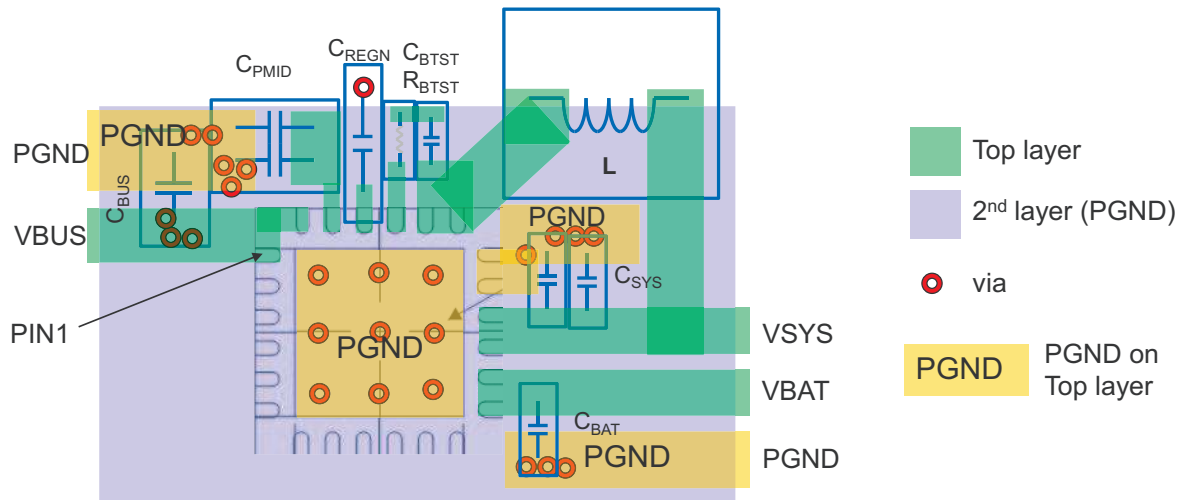 C_REGN
C_BTST
R_BTST
C_PMID
PGND
PGND
C_BUS
VBUS
PIN1
L
PGND
C_SYS
PGND
VSYS
VBAT
C_BAT
PGND
PGND
Top layer
2nd layer (PGND)
via
PGND
PGND on
Top layer